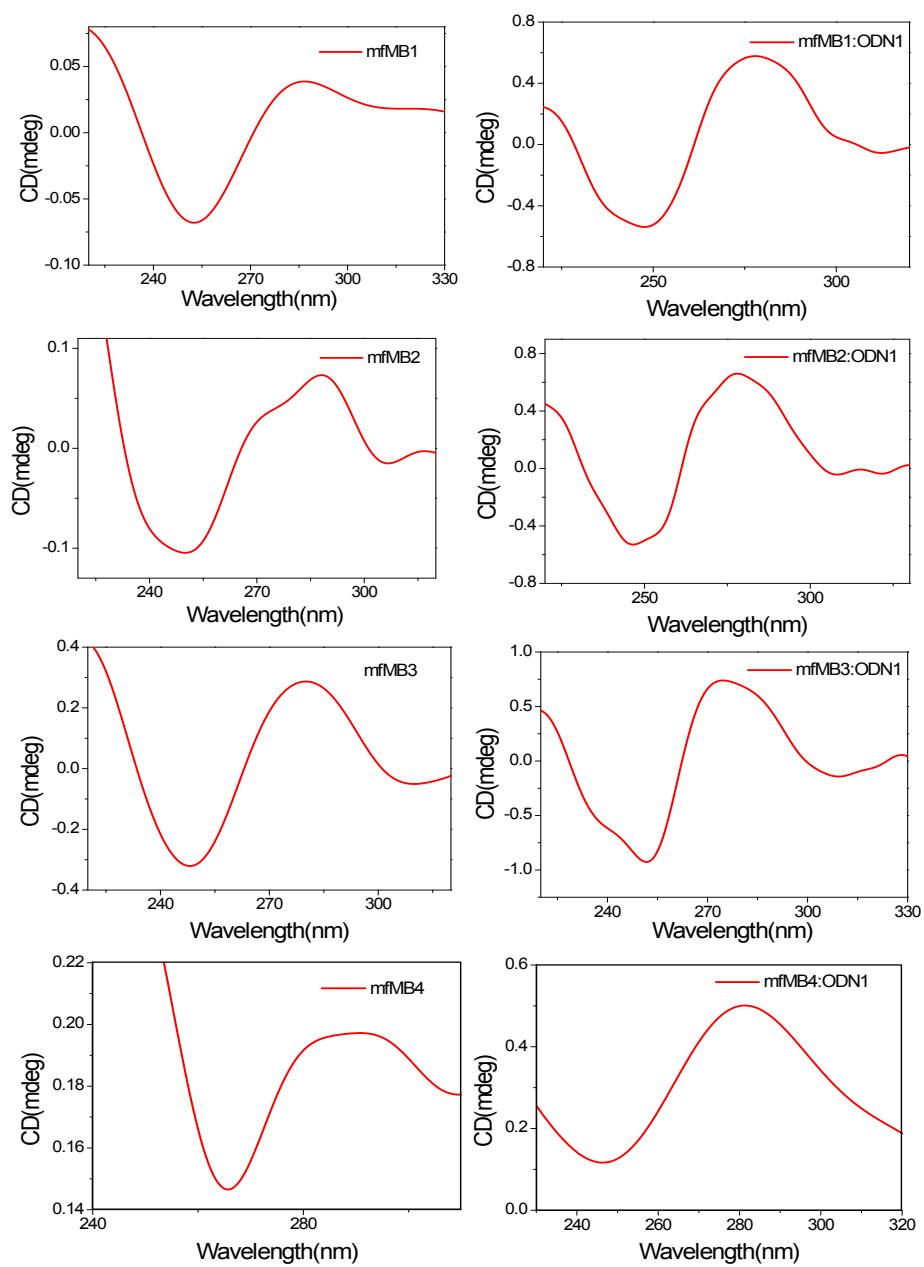 mfMB1
CD(mdeg)
0.05
0.00
-0.05
-0.10
240 270 300 330
Wavelength(nm)
mfMB1:ODN1
CD(mdeg)
0.8
0.4
0.0
-0.4
-0.8
250 300
Wavelength(nm)
mfMB2
CD(mdeg)
0.1
0.0
-0.1
240 270 300
Wavelength(nm)
mfMB2:ODN1
CD(mdeg)
0.8
0.4
0.0
-0.4
-0.8
250 300
Wavelength(nm)
mfMB3
CD(mdeg)
0.4
0.2
0.0
-0.2
-0.4
240 270 300
Wavelength(nm)
mfMB3:ODN1
CD(mdeg)
1.0
0.5
0.0
-0.5
-1.0
240 270 300 330
Wavelength(nm)
mfMB4
CD(mdeg)
0.22
0.20
0.18
0.16
0.14
240 280
Wavelength(nm)
mfMB4:ODN1
CD(mdeg)
0.6
0.4
0.2
0.0
240 260 280 300 320
Wavelength(nm)